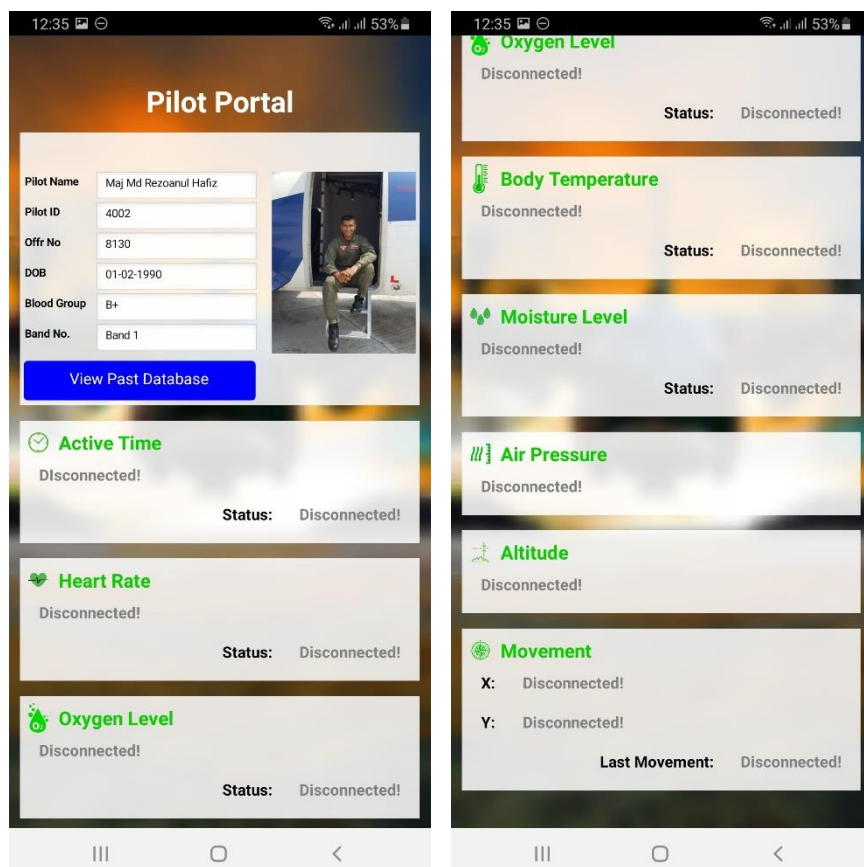 12:35 53%
Pilot Portal
Pilot Name Maj Md Rezoanul Hafiz
Pilot ID 4002
Offr No 8130
DOB 01-02-1990
Blood Group B+
Band No. Band 1
View Past Database
Active Time
DIsconnected!
Status: Disconnected!
Heart Rate
Disconnected!
Status: Disconnected!
O₂ Oxygen Level
Disconnected!
Status: Disconnected!
12:35 53%
O₂ Oxygen Level
Disconnected!
Status: Disconnected!
Body Temperature
Disconnected!
Status: Disconnected!
Moisture Level
Disconnected!
Status: Disconnected!
Air Pressure
Disconnected!
Altitude
Disconnected!
Movement
X: Disconnected!
Y: Disconnected!
Last Movement: Disconnected!